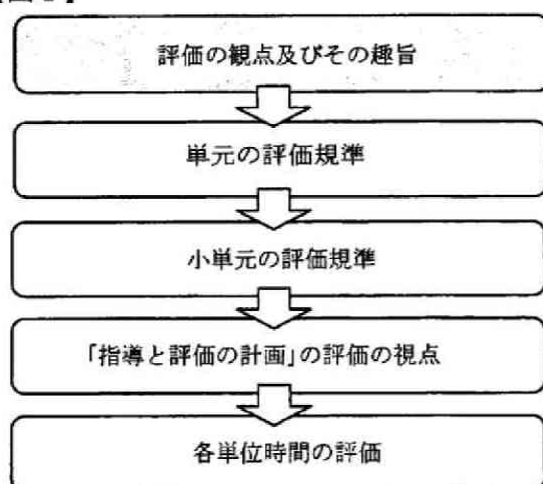 評価の観点及びその趣旨
単元の評価規準
小単元の評価規準
「指導と評価の計画」の評価の視点
各単位時間の評価